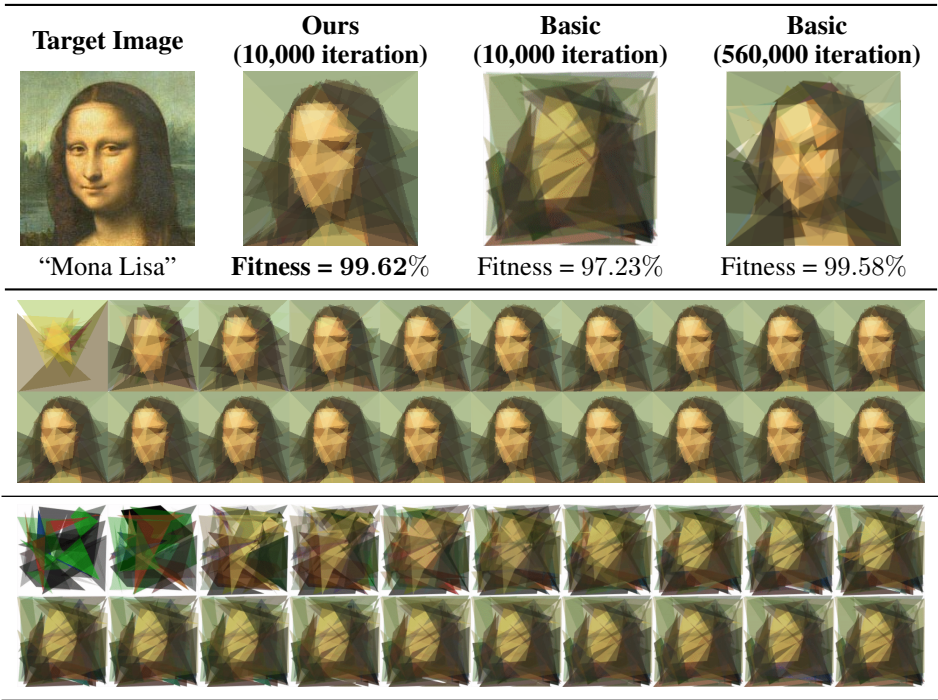 Target Image
Ours
(10,000 iteration)
Basic
(10,000 iteration)
Basic
(560,000 iteration)
“Mona Lisa”
Fitness = 99.62%
Fitness = 97.23%
Fitness = 99.58%